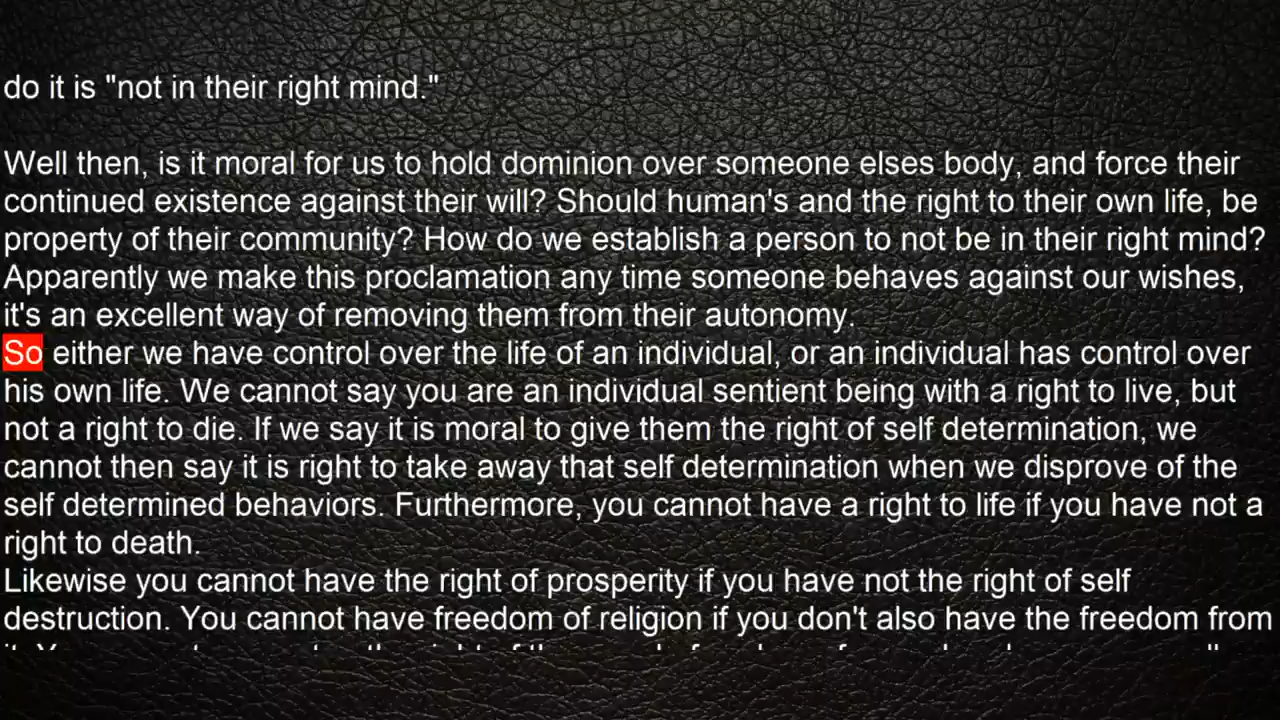 do it is "not in their right mind."
Well then, is it moral for us to hold dominion over someone elses body, and force their
continued existence against their will? Should human's and the right to their own life, be
property of their community? How do we establish a person to not be in their right mind?
Apparently we make this proclamation any time someone behaves against our wishes,
it's an excellent way of removing them from their autonomy.
So either we have control over the life of an individual, or an individual has control over
his own life. We cannot say you are an individual sentient being with a right to live, but
not a right to die. If we say it is moral to give them the right of self determination, we
cannot then say it is right to take away that self determination when we disprove of the
self determined behaviors. Furthermore, you cannot have a right to life if you have not a
right to death.
Likewise you cannot have the right of prosperity if you have not the right of self
destruction. You cannot have freedom of religion if you don't also have the freedom from